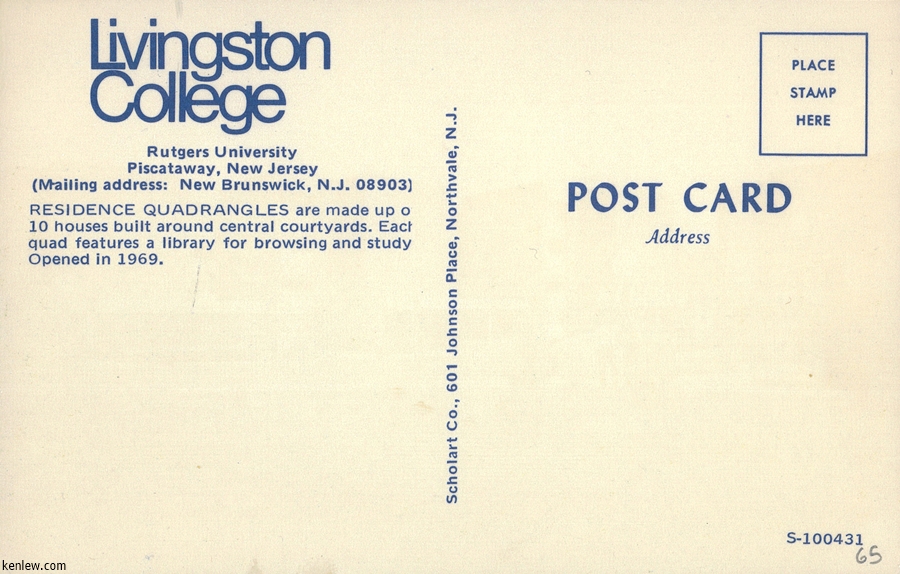 Livingston
College
Rutgers University
Piscataway, New Jersey
(Mailing address: New Brunswick, N.J. 08903)
RESIDENCE QUADRANGLES are made up o
10 houses built around central courtyards. Each
quad features a library for browsing and study
Opened in 1969.
Scholart Co., 601 Johnson Place, Northvale, N.J.
PLACE
STAMP
HERE
POST CARD
Address
S-100431
65
kenlew.com